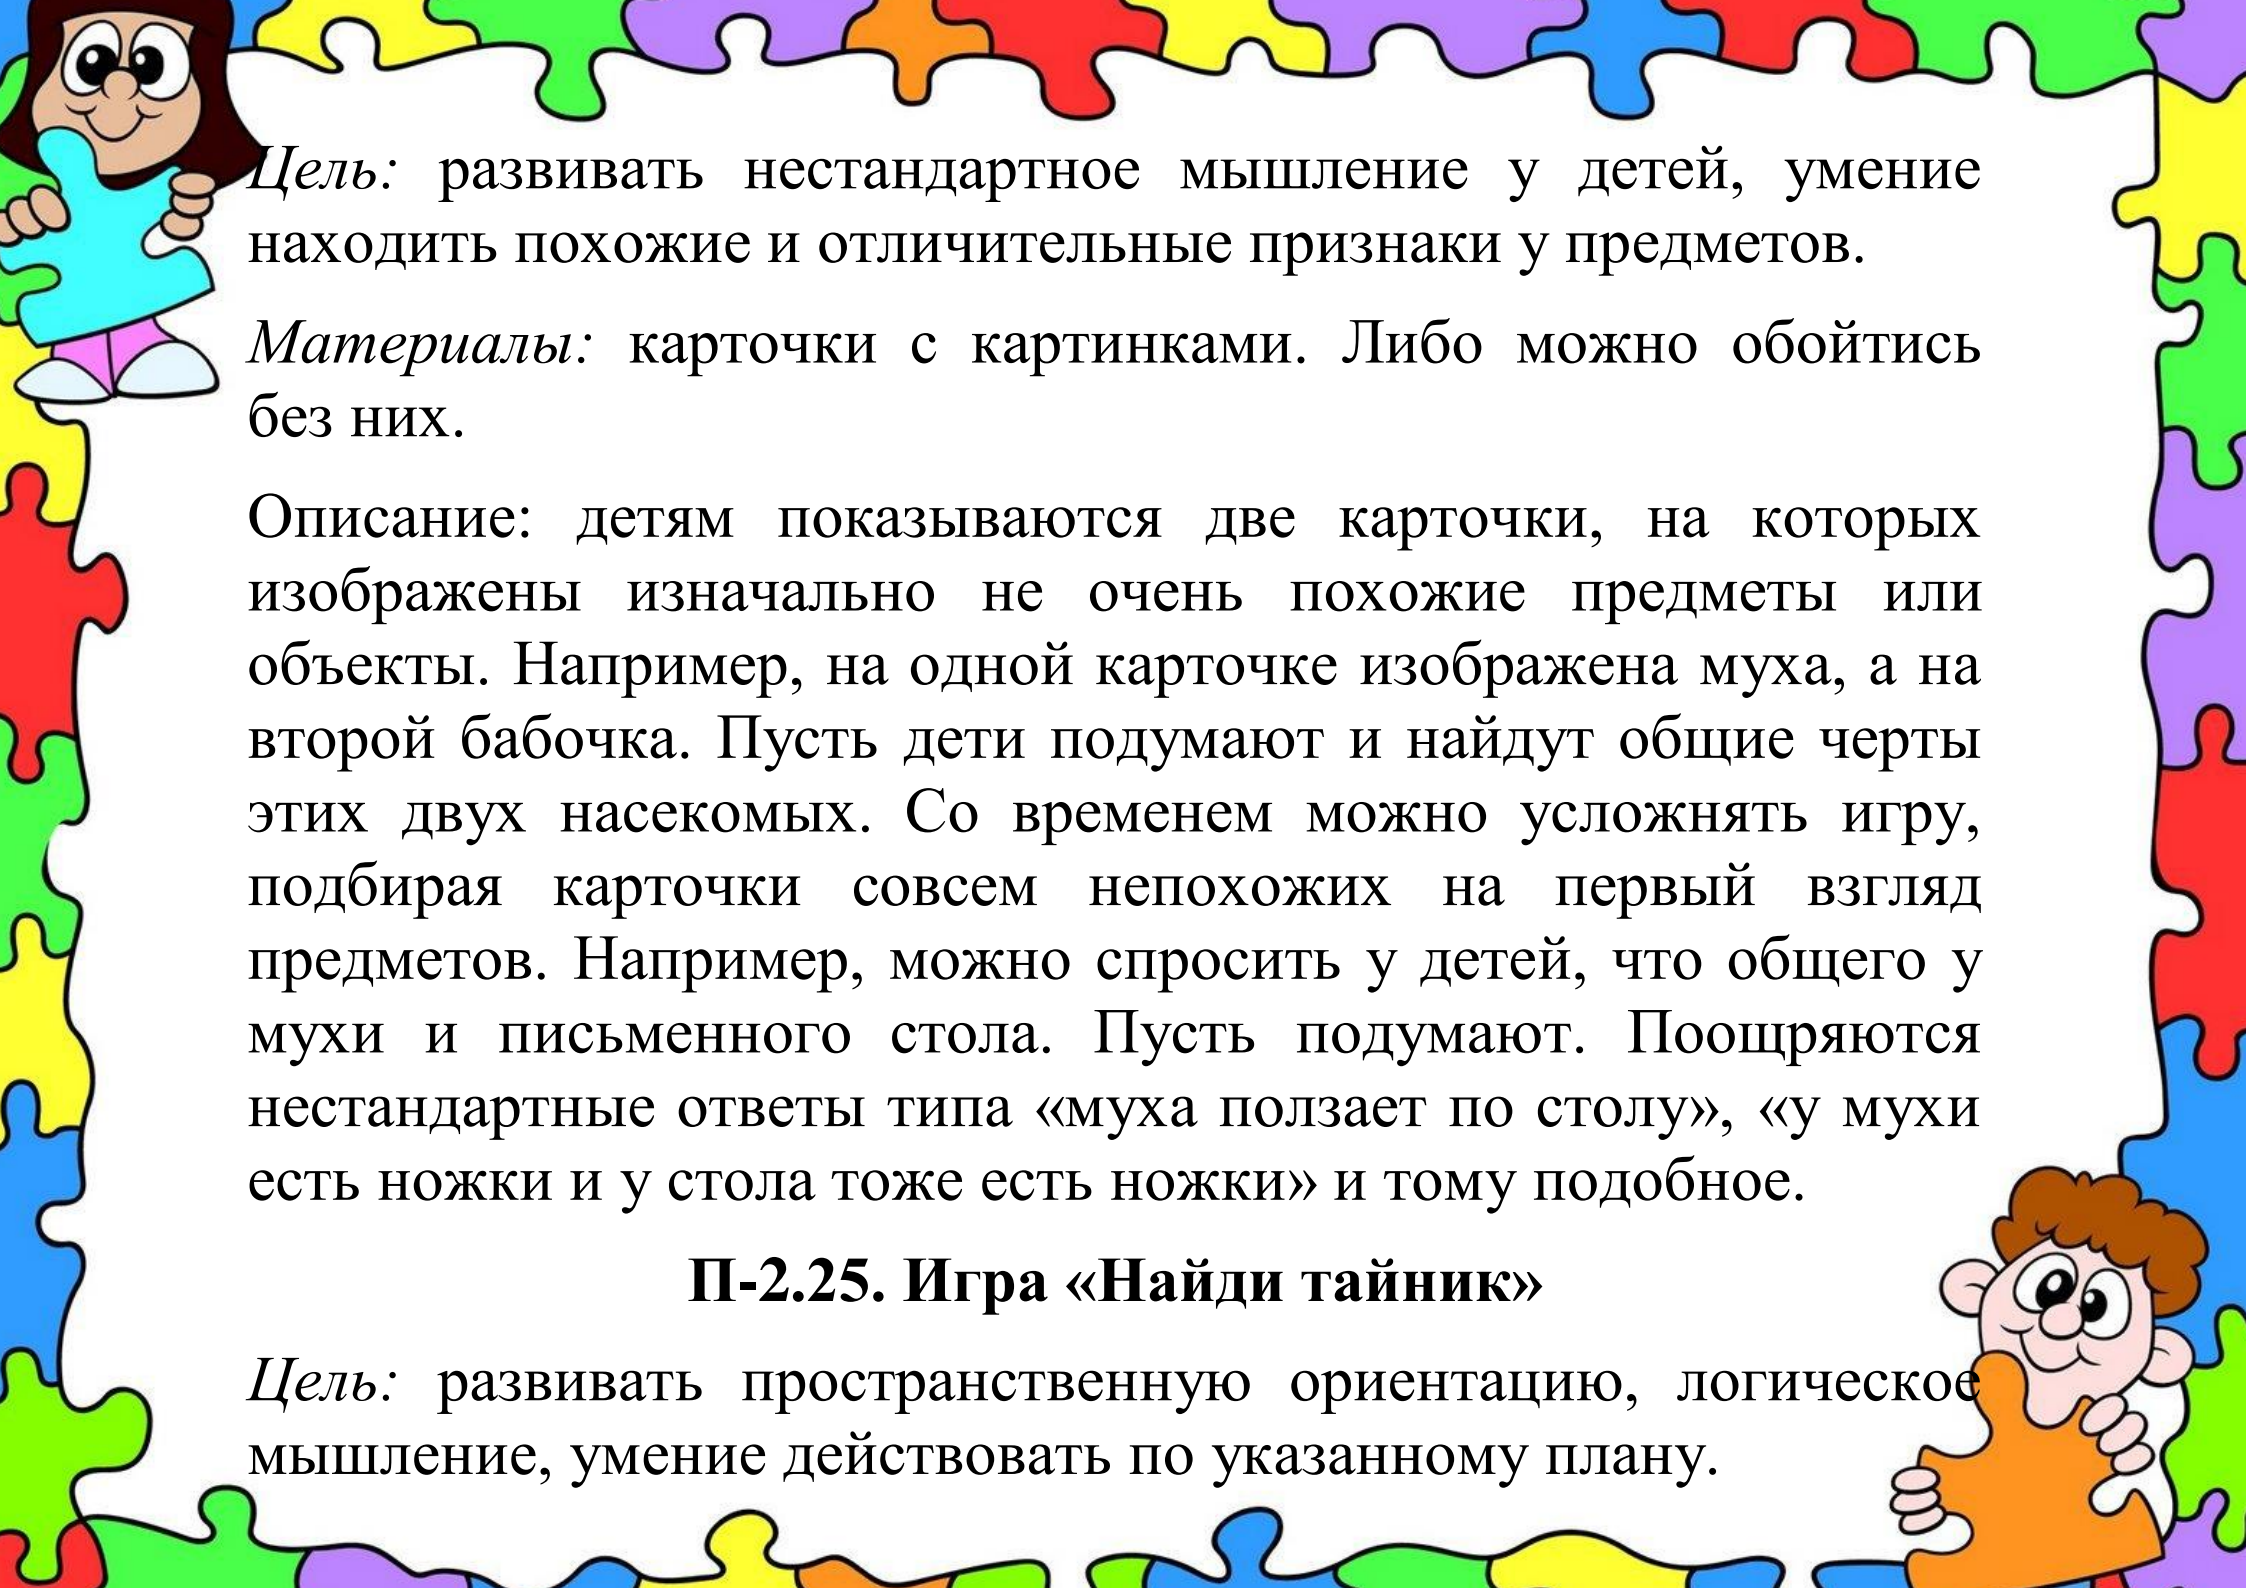 Цель: развивать нестандартное мышление у детей, умение
находить похожие и отличительные признаки у предметов.
Материалы: карточки с картинками. Либо можно обойтись
без них.
Описание: детям показываются две карточки, на которых
изображены изначально не очень похожие предметы или
объекты. Например, на одной карточке изображена муха, а на
второй бабочка. Пусть дети подумают и найдут общие черты
этих двух насекомых. Со временем можно усложнять игру,
подбирая карточки совсем непохожих на первый взгляд
предметов. Например, можно спросить у детей, что общего у
мухи и письменного стола. Пусть подумают. Поощряются
нестандартные ответы типа «муха ползает по столу», «у мухи
есть ножки и у стола тоже есть ножки» и тому подобное.
П-2.25. Игра «Найди тайник»
Цель: развивать пространственную ориентацию, логическое
мышление, умение действовать по указанному плану.